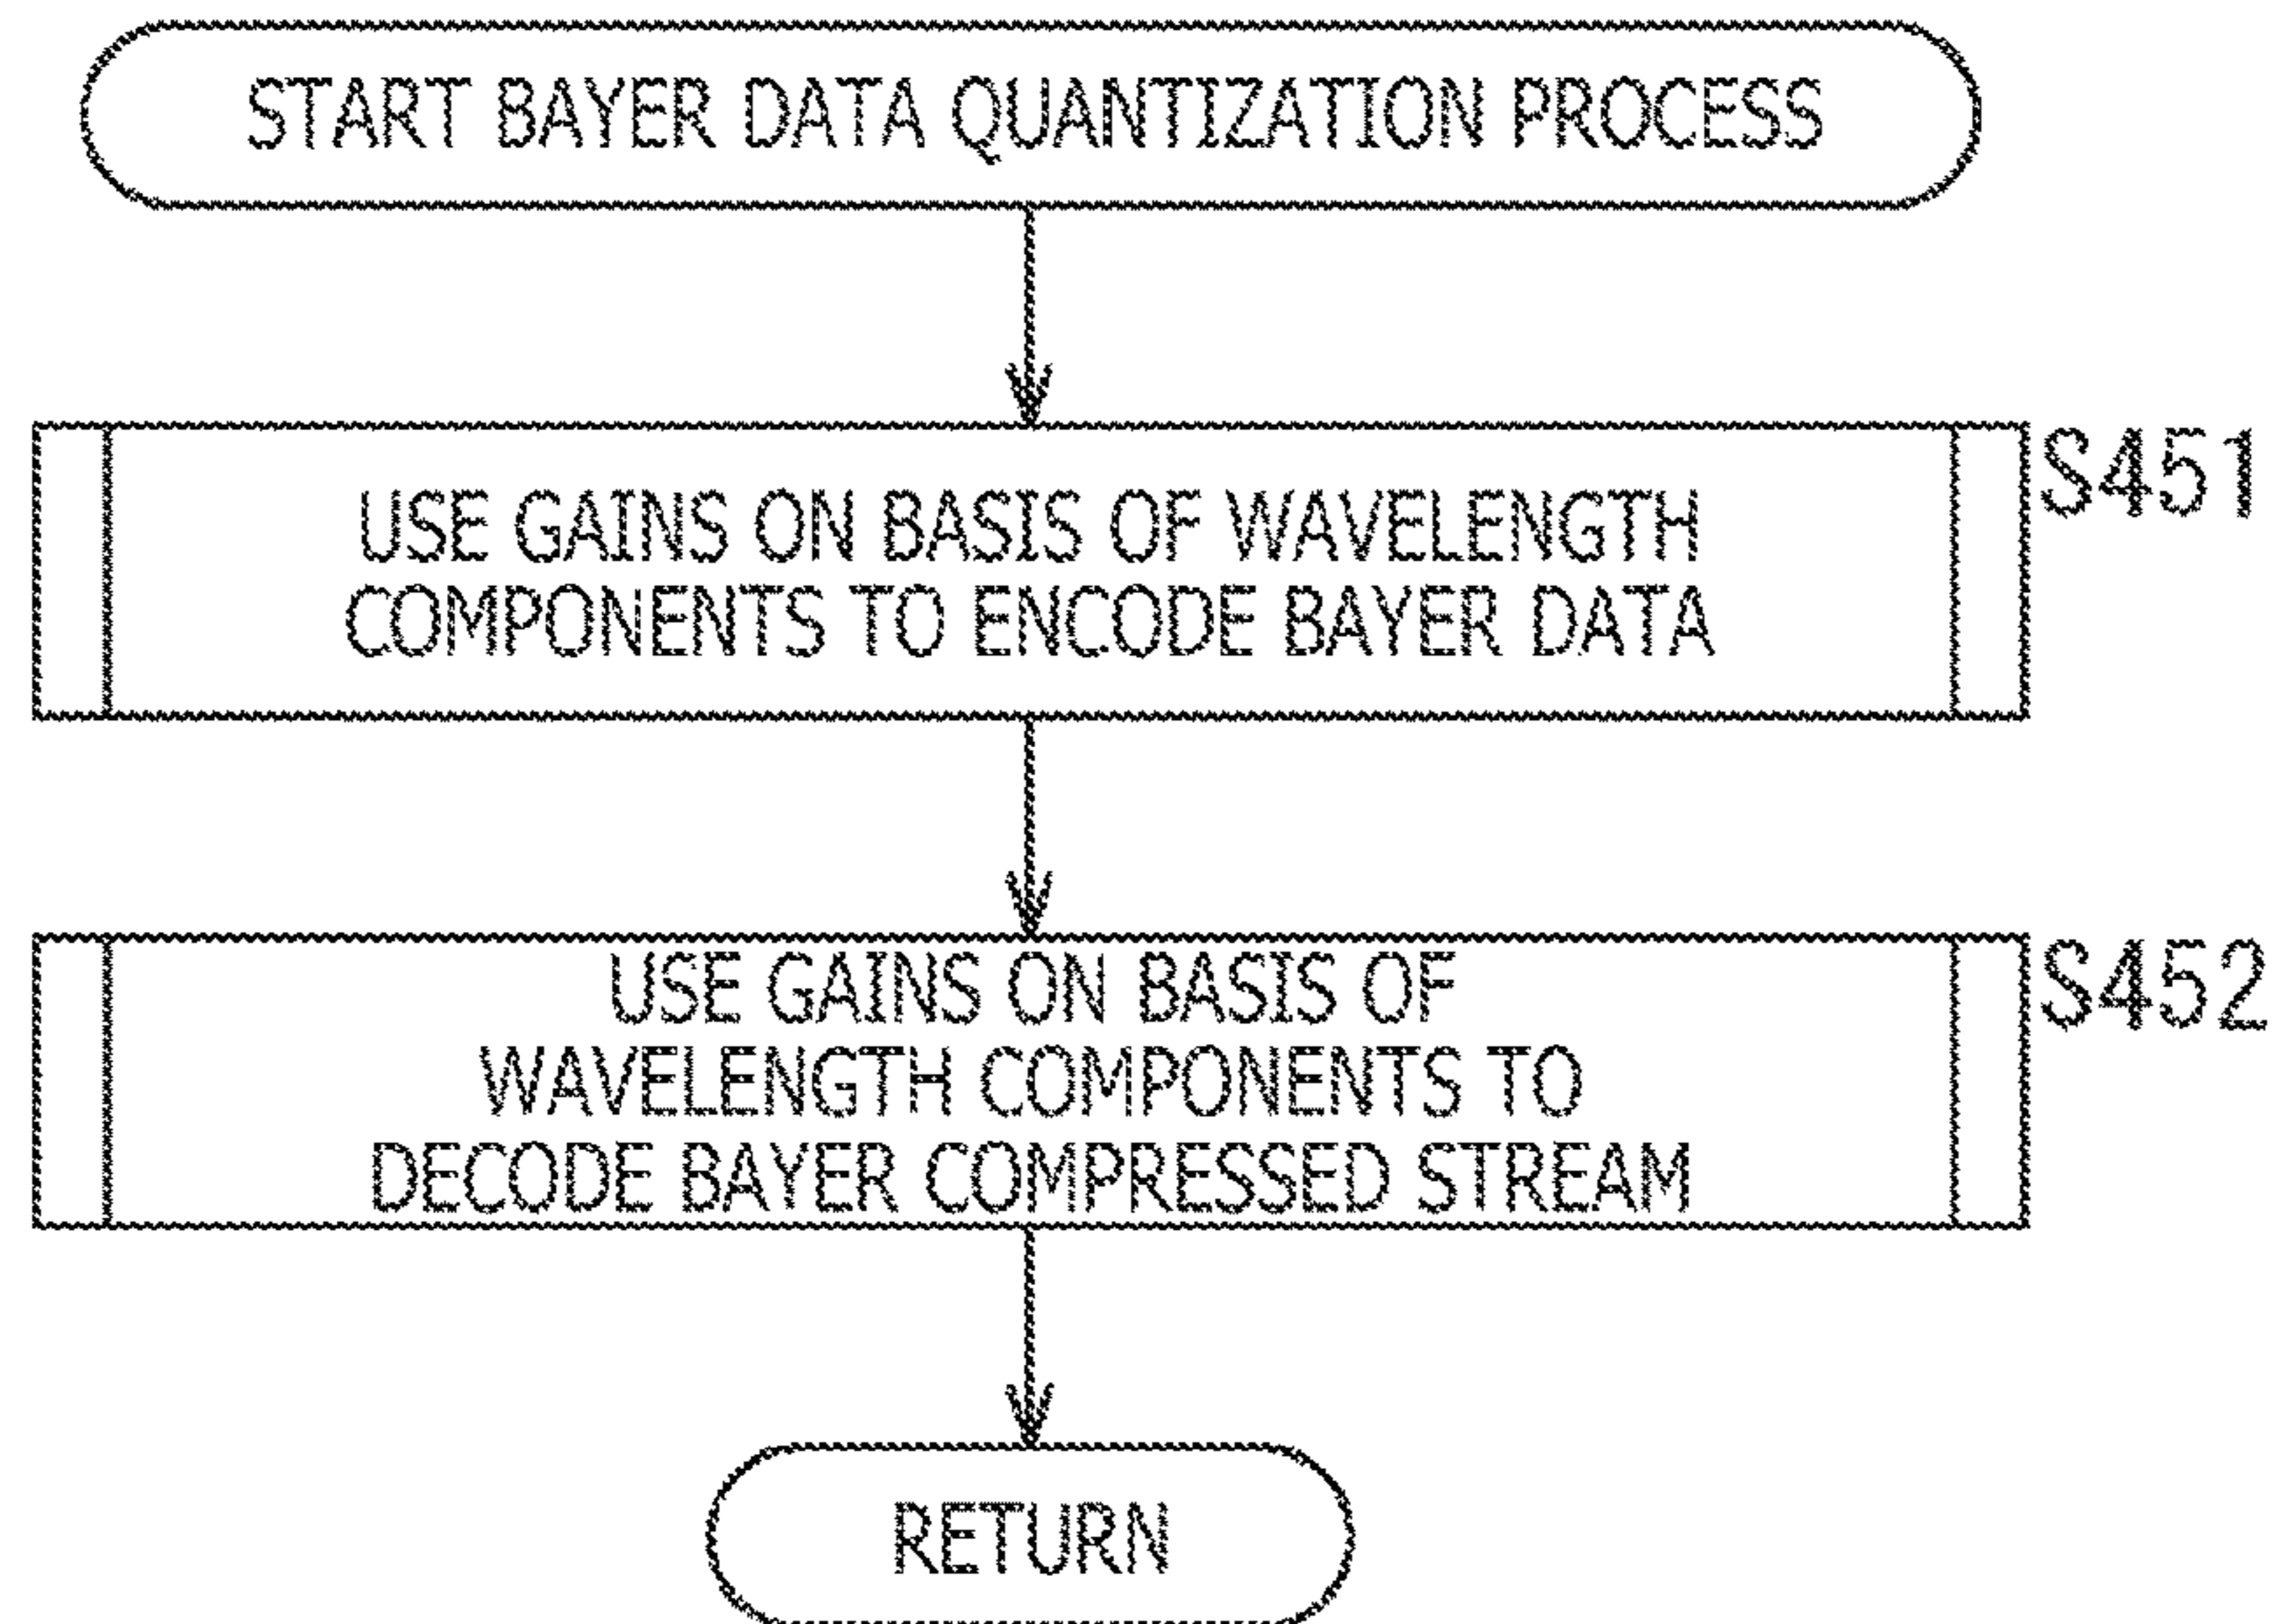 START BAYER DATA QUANTIZATION PROCESS
S451
USE GAINS ON BASIS OF WAVELENGTH
COMPONENTS TO ENCODE BAYER DATA
S452
USE GAINS ON BASIS OF
WAVELENGTH COMPONENTS TO
DECODE BAYER COMPRESSED STREAM
RETURN